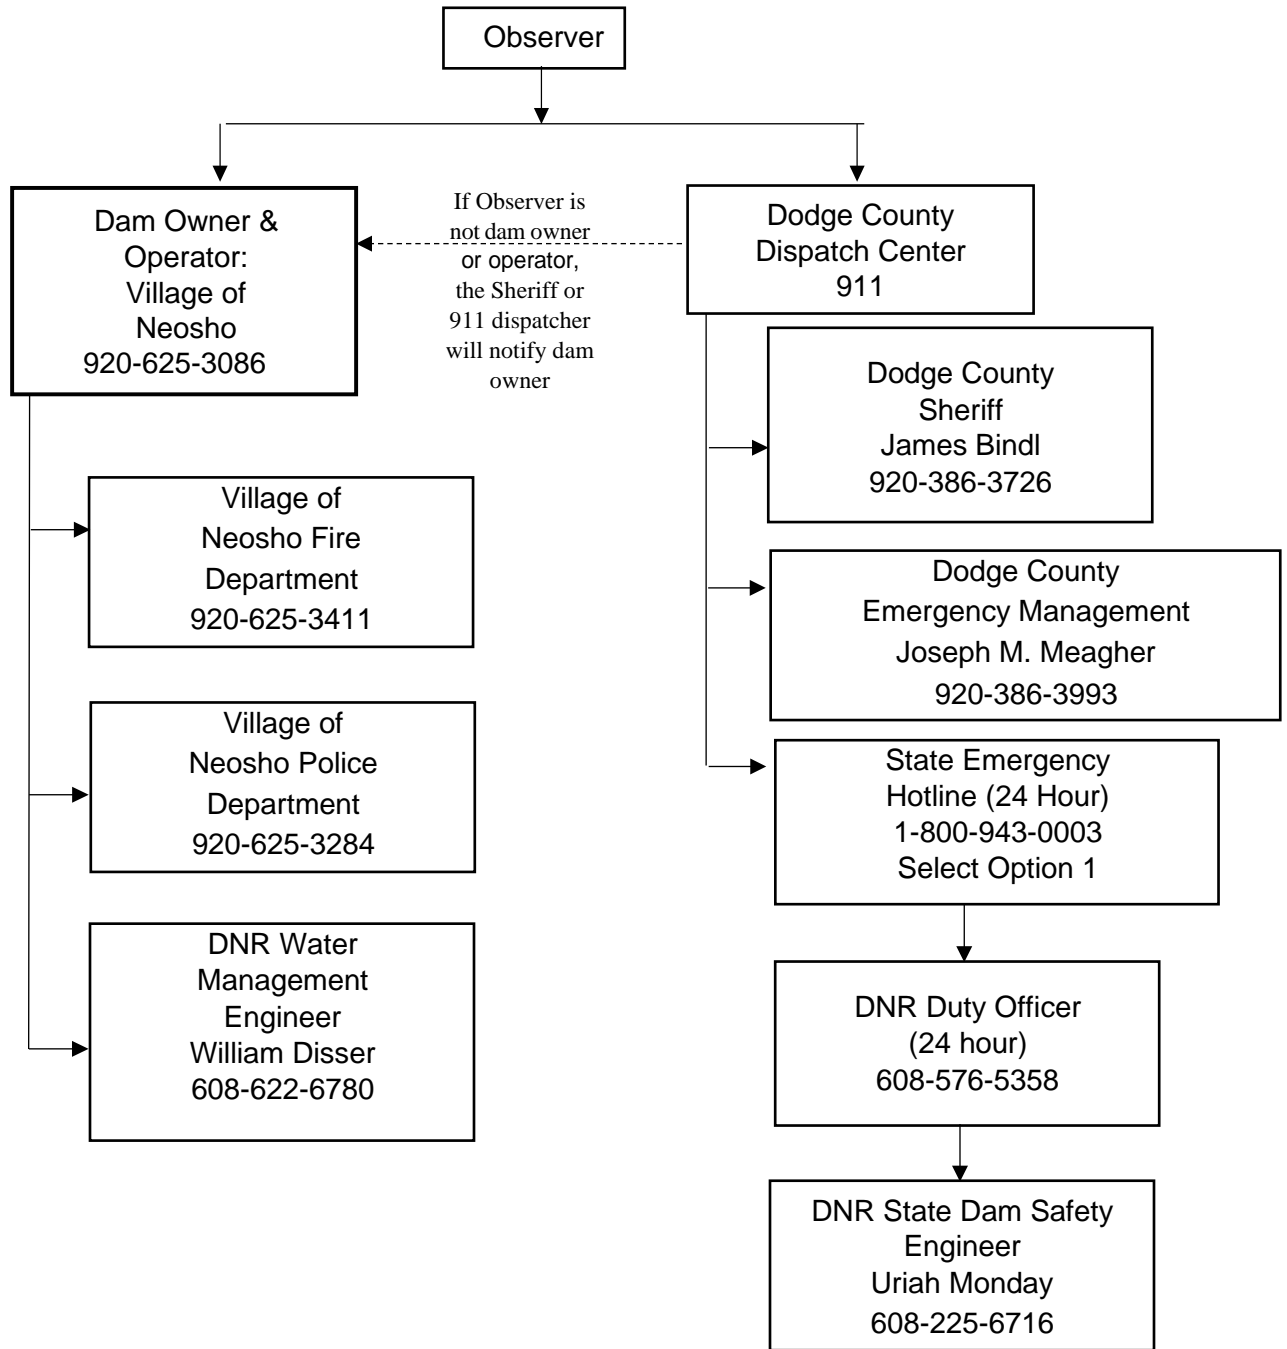 Observer
Dam Owner &
Operator:
Village of
Neosho
920-625-3086
If Observer is
not dam owner
or operator,
the Sheriff or
911 dispatcher
will notify dam
owner
Dodge County
Dispatch Center
911
Dodge County
Sheriff
James Bindl
920-386-3726
Village of
Neosho Fire
Department
920-625-3411
Dodge County
Emergency Management
Joseph M. Meagher
920-386-3993
Village of
Neosho Police
Department
920-625-3284
State Emergency
Hotline (24 Hour)
1-800-943-0003
Select Option 1
DNR Water
Management
Engineer
William Disser
608-622-6780
DNR Duty Officer
(24 hour)
608-576-5358
DNR State Dam Safety
Engineer
Uriah Monday
608-225-6716